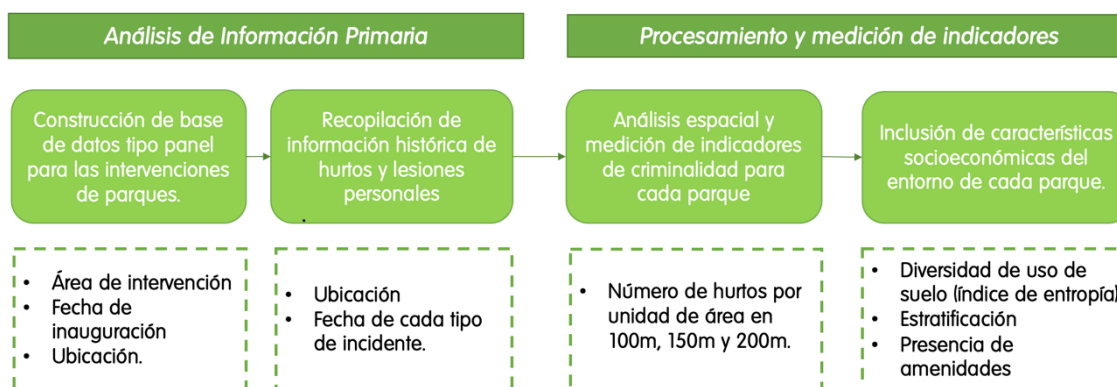 Análisis de Información Primaria
Procesamiento y medición de indicadores
Construcción de base
de datos tipo panel
para las intervenciones
de parques.
Recopilación de
información histórica de
hurtos y lesiones
personales
.
Análisis espacial y
medición de indicadores
de criminalidad para
cada parque
Inclusión de características
socioeconómicas del
entorno de cada parque.
• Área de intervención
• Fecha de
inauguración
• Ubicación.
• Ubicación
• Fecha de cada tipo
de incidente.
• Número de hurtos por
unidad de área en
100m, 150m y 200m.
• Diversidad de uso de
suelo (índice de entropía)
• Estratificación
• Presencia de
amenidades